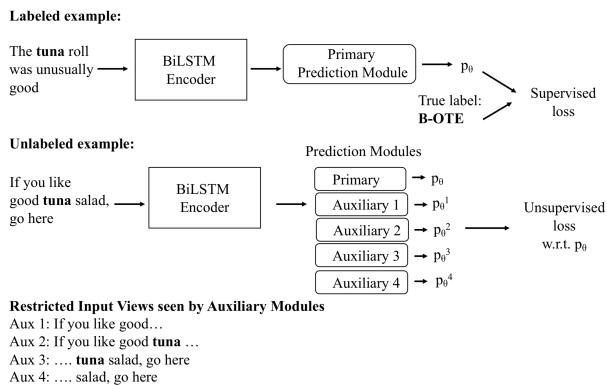 Labeled example:
The tuna roll
was unusually
good
BiLSTM
Encoder
Primary
Prediction Module
pθ
True label:
B-OTE
Supervised
loss
Unlabeled example:
If you like
good tuna salad,
go here
BiLSTM
Encoder
Prediction Modules
Primary
pθ
Auxiliary 1
pθ¹
Auxiliary 2
pθ²
Auxiliary 3
pθ³
Auxiliary 4
pθ⁴
Unsupervised
loss
w.r.t. pθ
Restricted Input Views seen by Auxiliary Modules
Aux 1: If you like good…
Aux 2: If you like good tuna …
Aux 3: …. tuna salad, go here
Aux 4: …. salad, go here